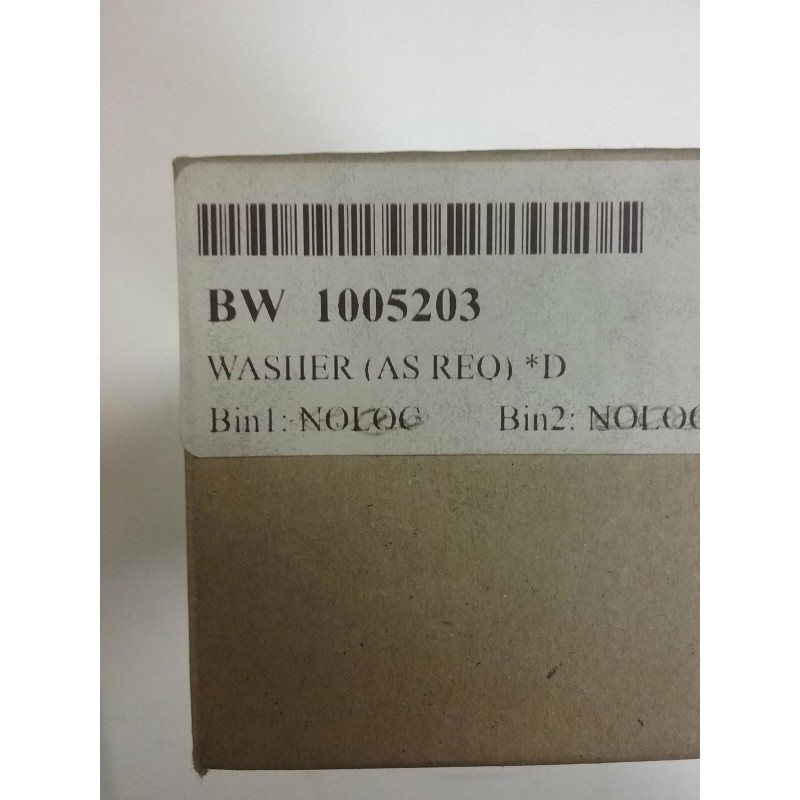 BW 1005203
WASHER (AS REQ) *D
Bin1: NOLOC Bin2: NOLOC